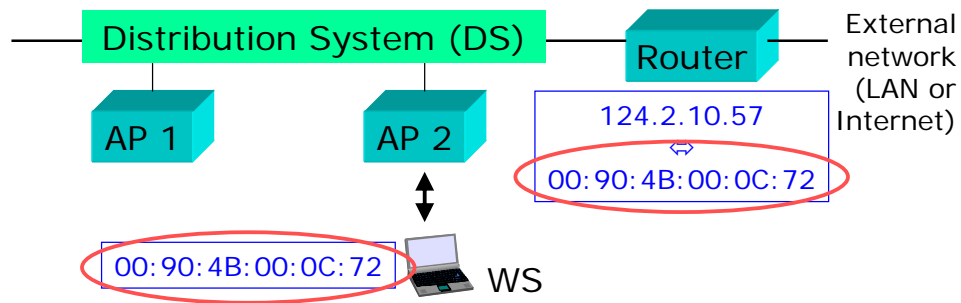 Distribution System (DS)
Router
External
network
(LAN or
Internet)
AP 1
AP 2
124.2.10.57
⇔
00:90:4B:00:0C:72
00:90:4B:00:0C:72
WS